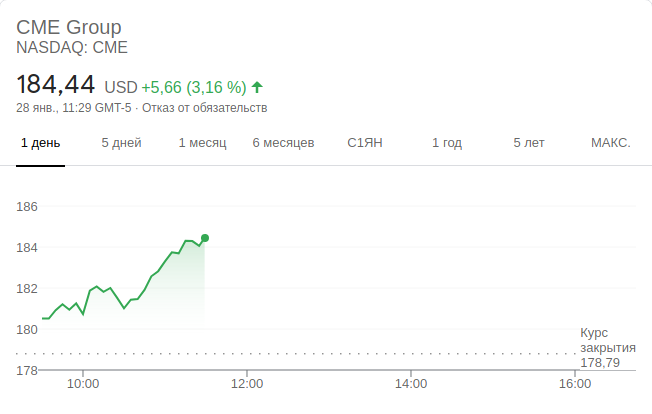 CME Group
NASDAQ: CME
184,44 USD +5,66 (3,16 %)
28 янв., 11:29 GMT-5 · Отказ от обязательств
1 день 5 дней 1 месяц 6 месяцев С1ЯН 1 год 5 лет МАКС.
186
184
182
180
Курс
закрытия
178,79
178
10:00 12:00 14:00 16:00